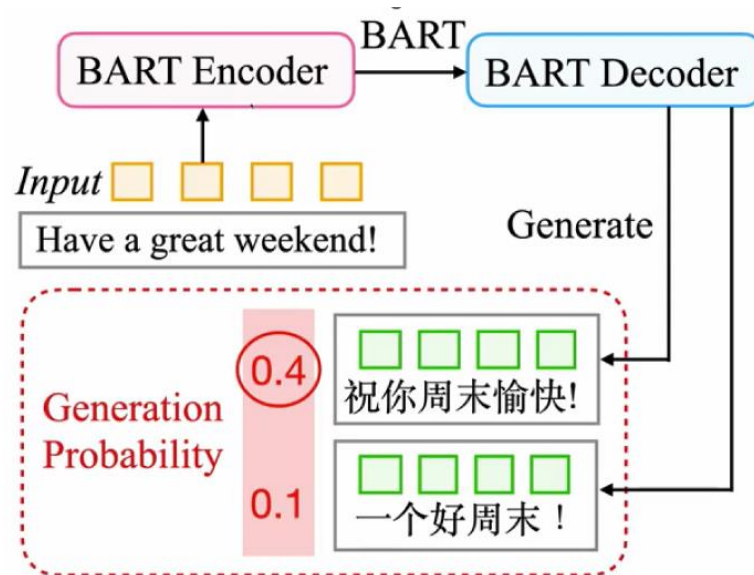 BART
BART Encoder
BART Decoder
Input
Have a great weekend!
Generate
Generation
Probability
0.4
祝你周末愉快!
0.1
一个好周末！